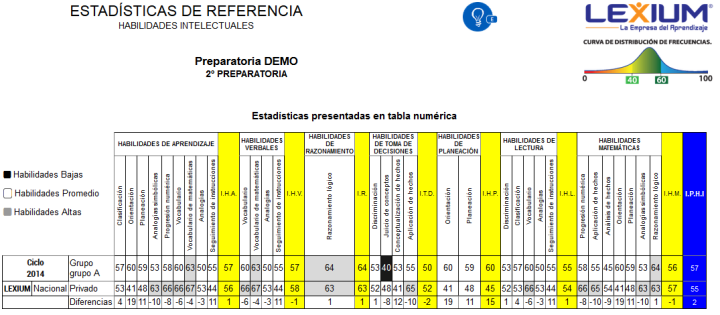 ESTADÍSTICAS DE REFERENCIA
HABILIDADES INTELECTUALES
LEXIUM®
La Empresa del Aprendizaje
CURVA DE DISTRIBUCIÓN DE FRECUENCIAS.
0 40 60 100
Preparatoria DEMO
2º PREPARATORIA
Estadísticas presentadas en tabla numérica
Habilidades Bajas
Habilidades Promedio
Habilidades Altas
HABILIDADES DE APRENDIZAJE
Clasificación
Orientación
Planeación
Analogías simbólicas
Progresión numérica
Vocabulario
Vocabulario de matemáticas
Analogías
Seguimiento de instrucciones
I.H.A.
HABILIDADES VERBALES
Vocabulario
Vocabulario de matemáticas
Analogías
Seguimiento de instrucciones
I.H.V.
HABILIDADES DE RAZONAMIENTO
Razonamiento lógico
I.R.
HABILIDADES DE TOMA DE DECISIONES
Discriminación
Juicio de conceptos
Conceptualización de hechos
Aplicación de hechos
I.T.D.
HABILIDADES DE PLANEACIÓN
Orientación
Planeación
I.H.P.
HABILIDADES DE LECTURA
Discriminación
Clasificación
Vocabulario
Analogías
Seguimiento de instrucciones
I.H.L.
HABILIDADES MATEMÁTICAS
Progresión numérica
Aplicación de hechos
Análisis de hechos
Orientación
Planeación
Analogías simbólicas
Razonamiento lógico
I.H.M.
I.P.H.I
Ciclo 2014 Grupo grupo A 57 60 59 53 58 60 63 50 55 57 60 63 50 55 57 64 64 53 40 53 55 50 60 59 60 53 57 60 50 55 55 58 55 45 60 59 53 64 56 57
LEXIUM Nacional Privado 53 41 48 63 66 66 67 53 44 56 66 67 53 44 58 63 63 52 48 41 65 52 41 48 45 52 53 66 53 44 54 66 65 54 41 48 63 63 57 55
Diferencias 4 19 11 -10 -8 -6 -4 -3 11 1 -6 -4 -3 11 -1 1 1 1 -8 12 -10 -2 19 11 15 1 4 -6 -3 11 1 -8 -10 -9 19 11 -10 1 -1 2